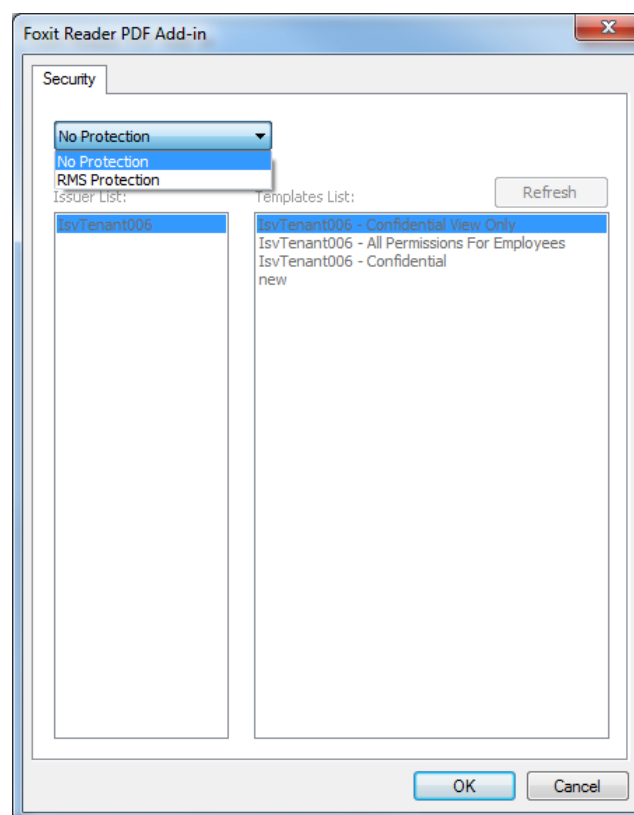 Foxit Reader PDF Add-in
Security
No Protection
No Protection
RMS Protection
Issuer List:
Templates List:
Refresh
IsvTenant006
IsvTenant006 - Confidential View Only
IsvTenant006 - All Permissions For Employees
IsvTenant006 - Confidential
new
OK
Cancel